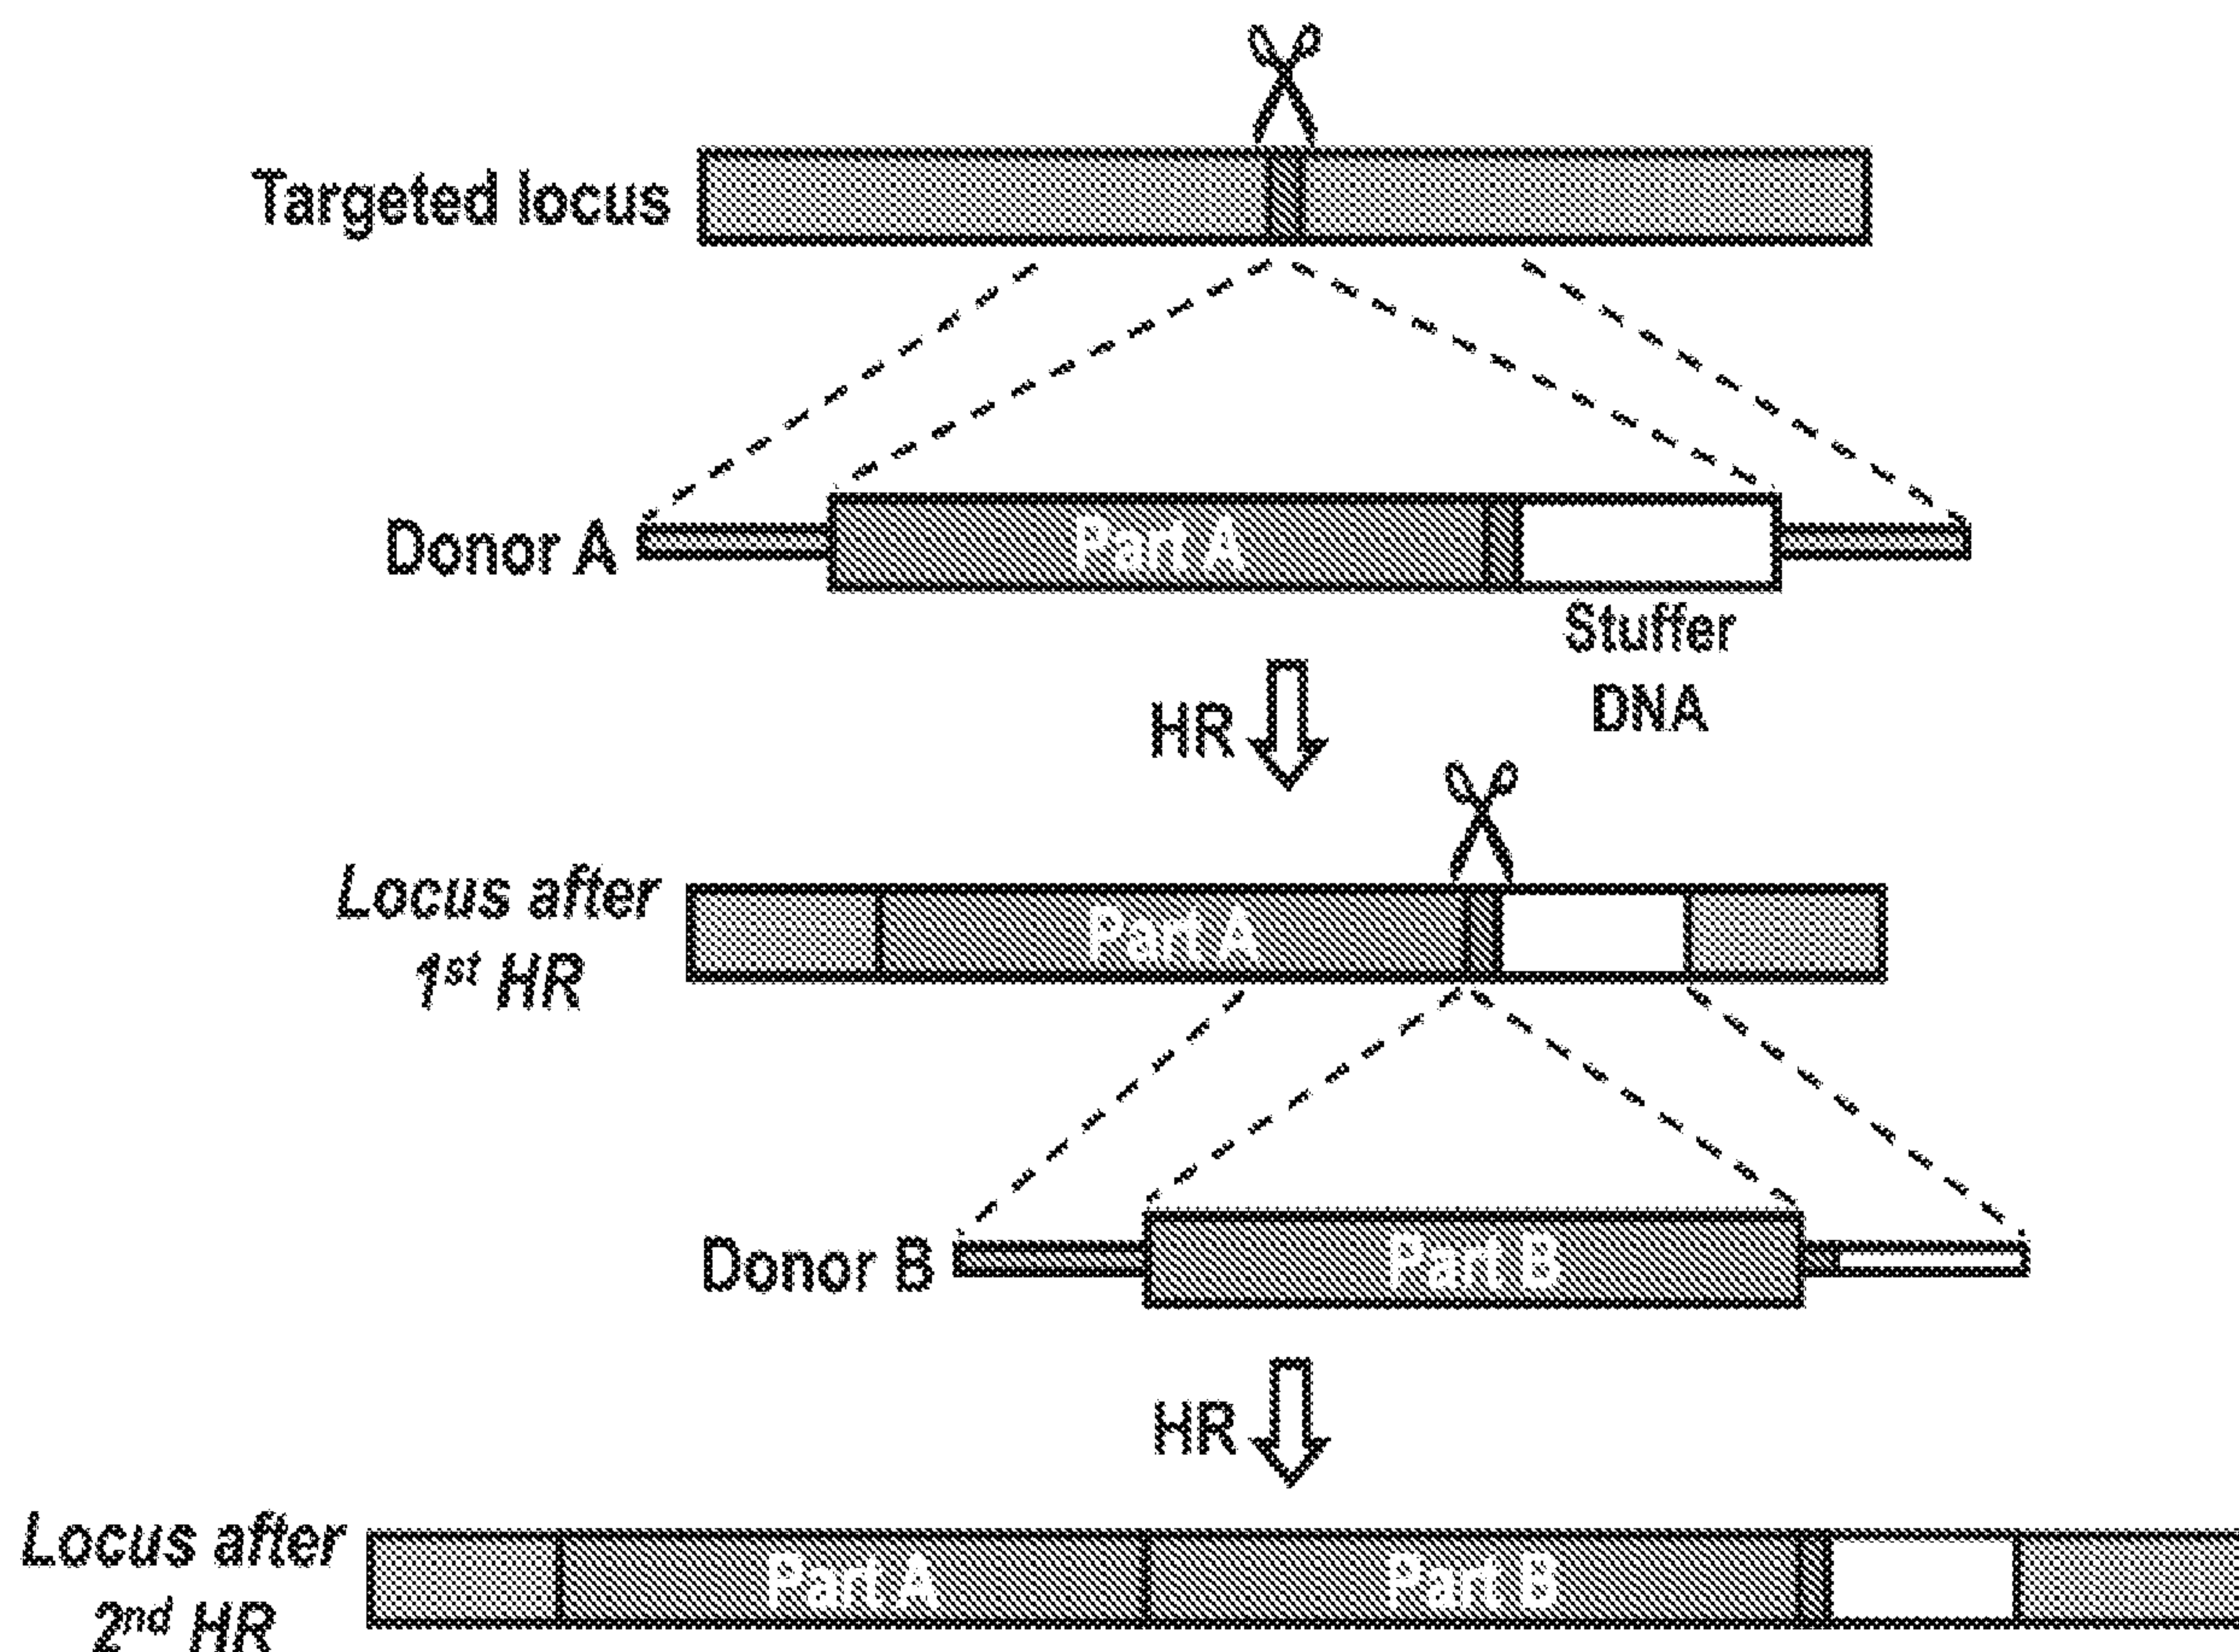 Targeted locus
Donor A
Part A
Stuffer
DNA
HR
Locus after
1st HR
Part A
Donor B
Part B
HR
Locus after
2nd HR
Part A
Part B